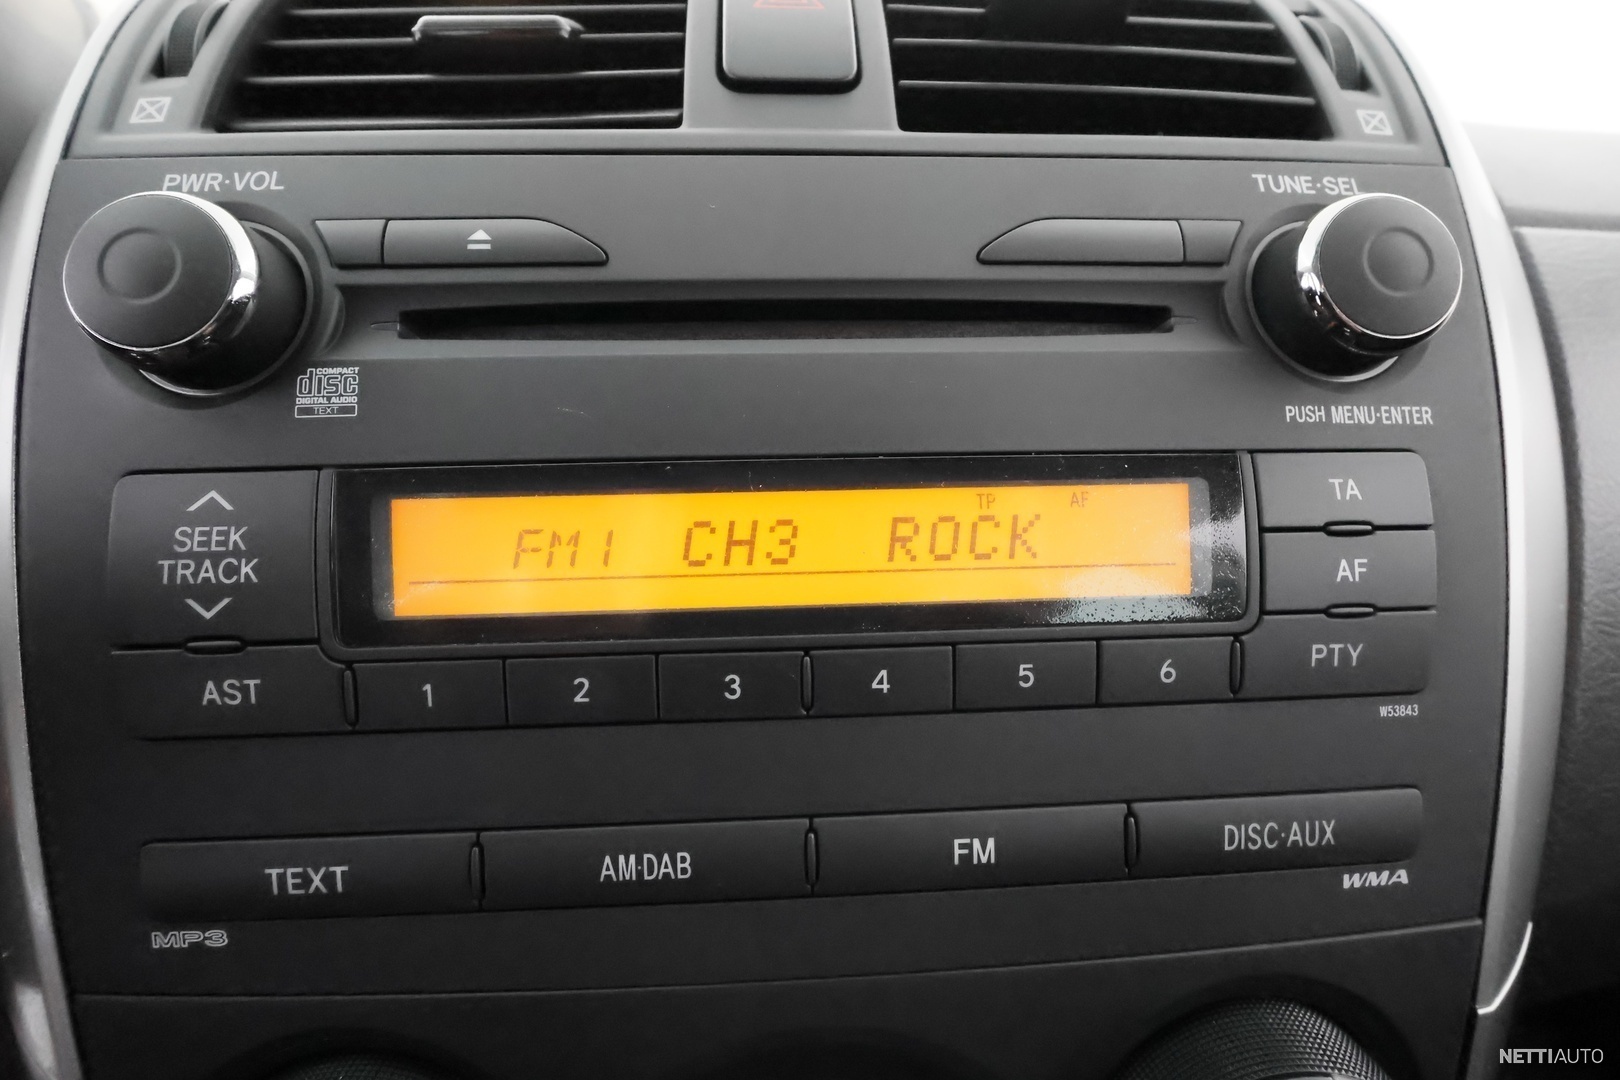 PWR·VOL
TUNE·SEL
COMPACT
disc
DIGITAL AUDIO
TEXT
PUSH MENU·ENTER
SEEK
TRACK
TP AF
FM1 CH3 ROCK
TA
AF
PTY
AST
1 2 3 4 5 6
W53843
TEXT
AM·DAB
FM
DISC·AUX
WMA
MP3
NETTIAUTO